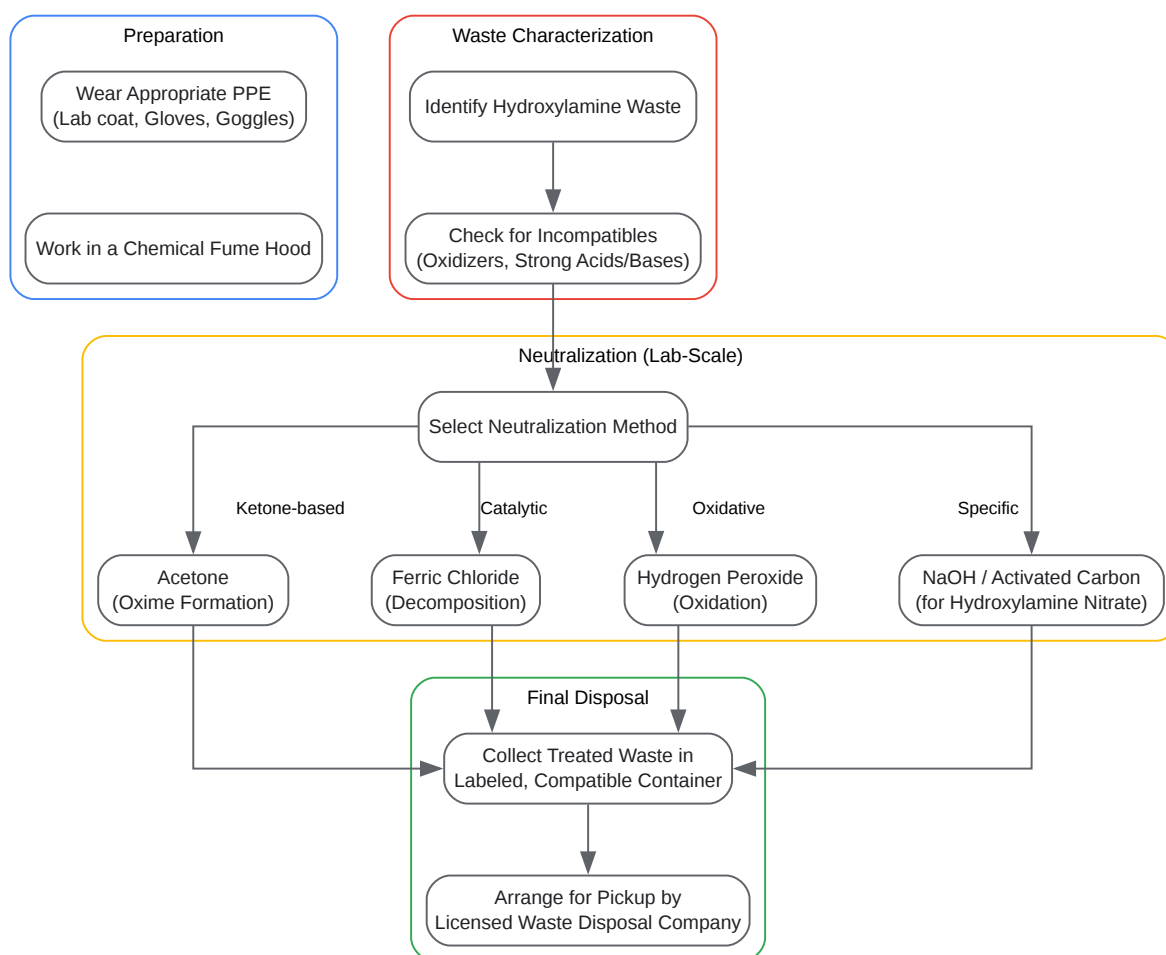 Preparation
Wear Appropriate PPE
(Lab coat, Gloves, Goggles)
Work in a Chemical Fume Hood
Waste Characterization
Identify Hydroxylamine Waste
Check for Incompatibles
(Oxidizers, Strong Acids/Bases)
Neutralization (Lab-Scale)
Select Neutralization Method
Ketone-based
Catalytic
Oxidative
Specific
Acetone
(Oxime Formation)
Ferric Chloride
(Decomposition)
Hydrogen Peroxide
(Oxidation)
NaOH / Activated Carbon
(for Hydroxylamine Nitrate)
Final Disposal
Collect Treated Waste in
Labeled, Compatible Container
Arrange for Pickup by
Licensed Waste Disposal Company